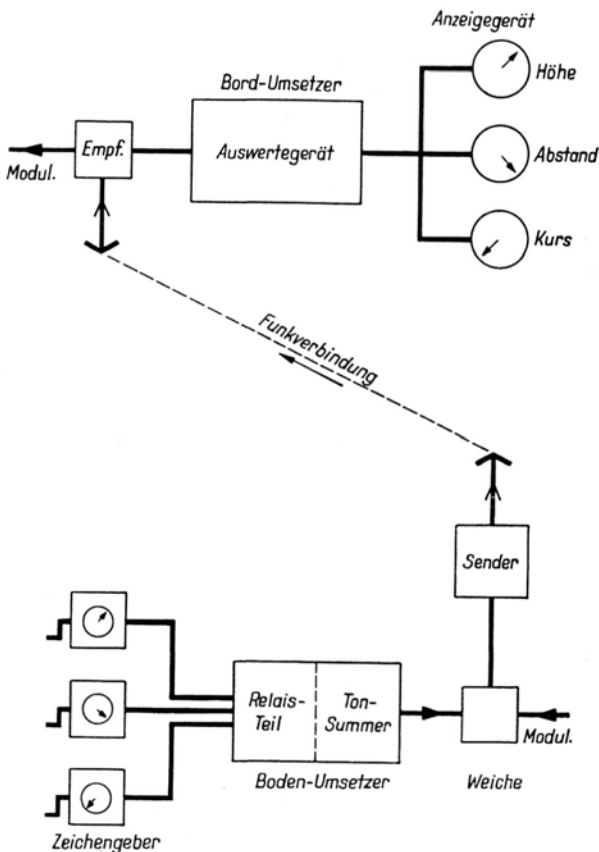 Anzeigegerät
Höhe
Bord-Umsetzer
Empf.
Auswertegerät
Abstand
Modul.
Kurs
Funkverbindung
Sender
Relais-
Teil
Ton-
Summer
Modul.
Boden-Umsetzer
Weiche
Zeichengeber